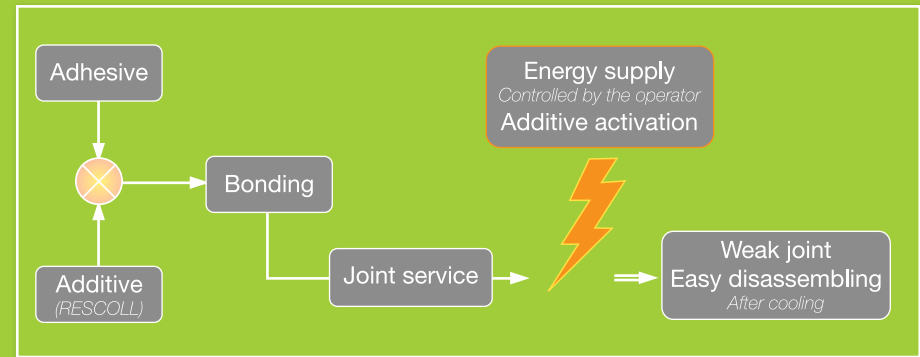 Adhesive
Energy supply
Controlled by the operator
Additive activation
Bonding
Additive
(RESCOLL)
Joint service
Weak joint
Easy disassembling
After cooling